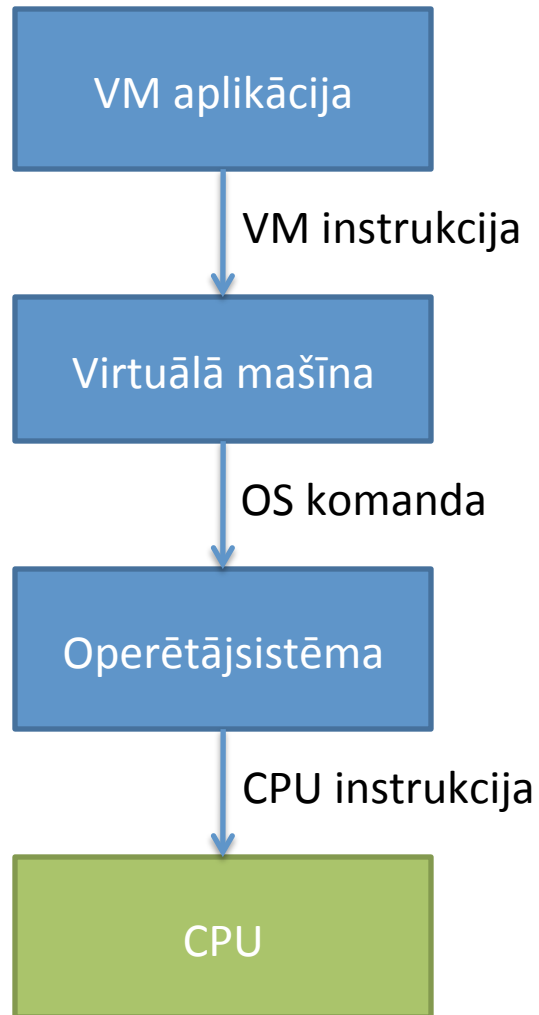 VM aplikācija
VM instrukcija
Virtuālā mašīna
OS komanda
Operētājsistēma
CPU instrukcija
CPU